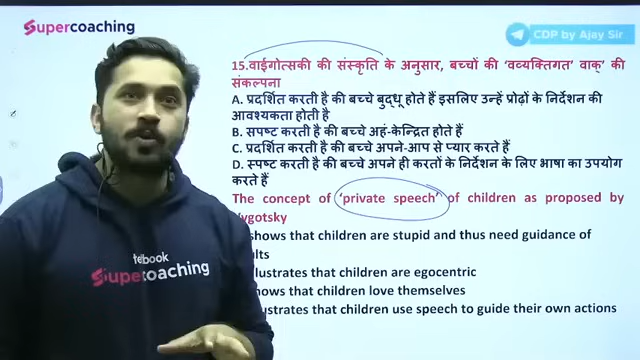 Supercoaching
CDP by Ajay Sir
15.वाईगोत्सकी की संस्कृति के अनुसार, बच्चों की ‘वव्यक्तिगत’ वाक्’ की
संकल्पना
A. प्रदर्शित करती है की बच्चे बुद्धू होते हैं इसलिए उन्हें प्रोढ़ों के निर्देशन की
आवश्यकता होती है
B. सपष्ट करती है की बच्चे अहं-केन्द्रित होते हैं
C. प्रदर्शित करती है की बच्चे अपने-आप से प्यार करते हैं
D. स्पष्ट करती है की बच्चे अपने ही करतों के निर्देशन के लिए भाषा का उपयोग
करते हैं
The concept of ‘private speech’ of children as proposed by
Vygotsky
shows that children are stupid and thus need guidance of
illustrates that children are egocentric
shows that children love themselves
children use speech to guide their own actions
testbook
Supercoaching